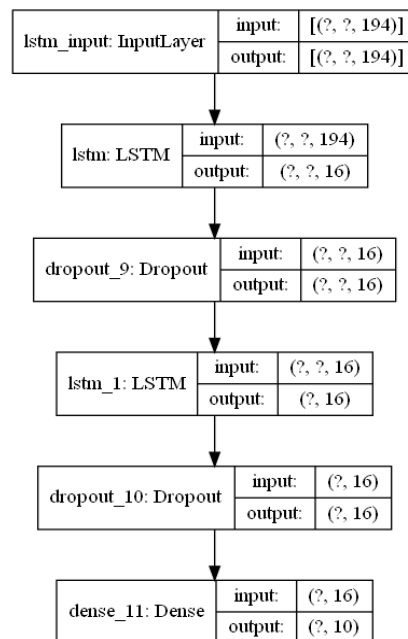 lstm_input: InputLayer
input: [(?, ?, 194)]
output: [(?, ?, 194)]
lstm: LSTM
input: (?, ?, 194)
output: (?, ?, 16)
dropout_9: Dropout
input: (?, ?, 16)
output: (?, ?, 16)
lstm_1: LSTM
input: (?, ?, 16)
output: (?, 16)
dropout_10: Dropout
input: (?, 16)
output: (?, 16)
dense_11: Dense
input: (?, 16)
output: (?, 10)